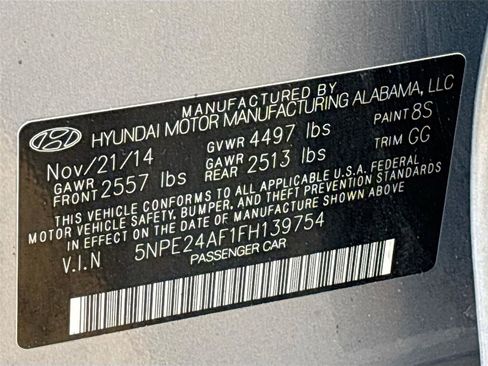 MANUFACTURED BY
HYUNDAI MOTOR MANUFACTURING ALABAMA, LLC
Nov/21/14 GVWR 4497 lbs PAINT 8S
GAWR FRONT 2557 lbs GAWR REAR 2513 lbs TRIM GG
THIS VEHICLE CONFORMS TO ALL APPLICABLE U.S.A. FEDERAL
MOTOR VEHICLE SAFETY, BUMPER, AND THEFT PREVENTION STANDARDS
IN EFFECT ON THE DATE OF MANUFACTURE SHOWN ABOVE
V.I.N 5NPE24AF1FH139754
PASSENGER CAR